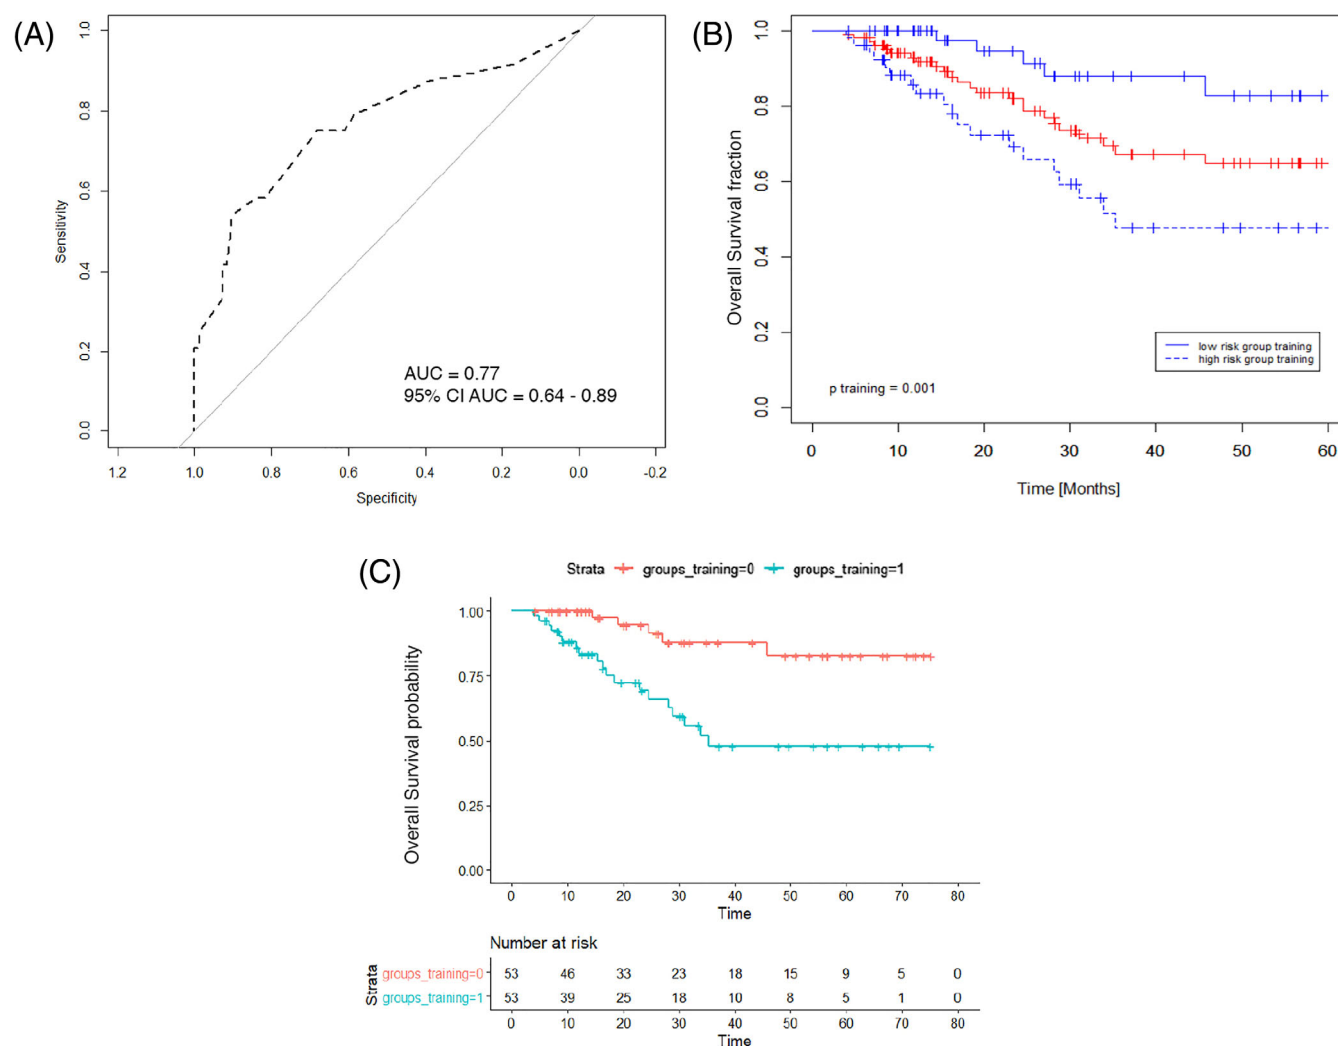 (A)
1.0
0.8
0.6
0.4
0.2
0.0
Sensitivity
AUC = 0.77
95% CI AUC = 0.64 - 0.89
1.2 1.0 0.8 0.6 0.4 0.2 0.0 -0.2
Specificity
(B)
1.0
0.8
0.6
0.4
0.2
0.0
Overall Survival fraction
low risk group training
high risk group training
p training = 0.001
0 10 20 30 40 50 60
Time [Months]
(C)
Strata groups_training=0 groups_training=1
1.00
0.75
0.50
0.25
0.00
Overall Survival probability
0 10 20 30 40 50 60 70 80
Time
Number at risk
Strata
groups_training=0 53 46 33 23 18 15 9 5 0
groups_training=1 53 39 25 18 10 8 5 1 0
0 10 20 30 40 50 60 70 80
Time